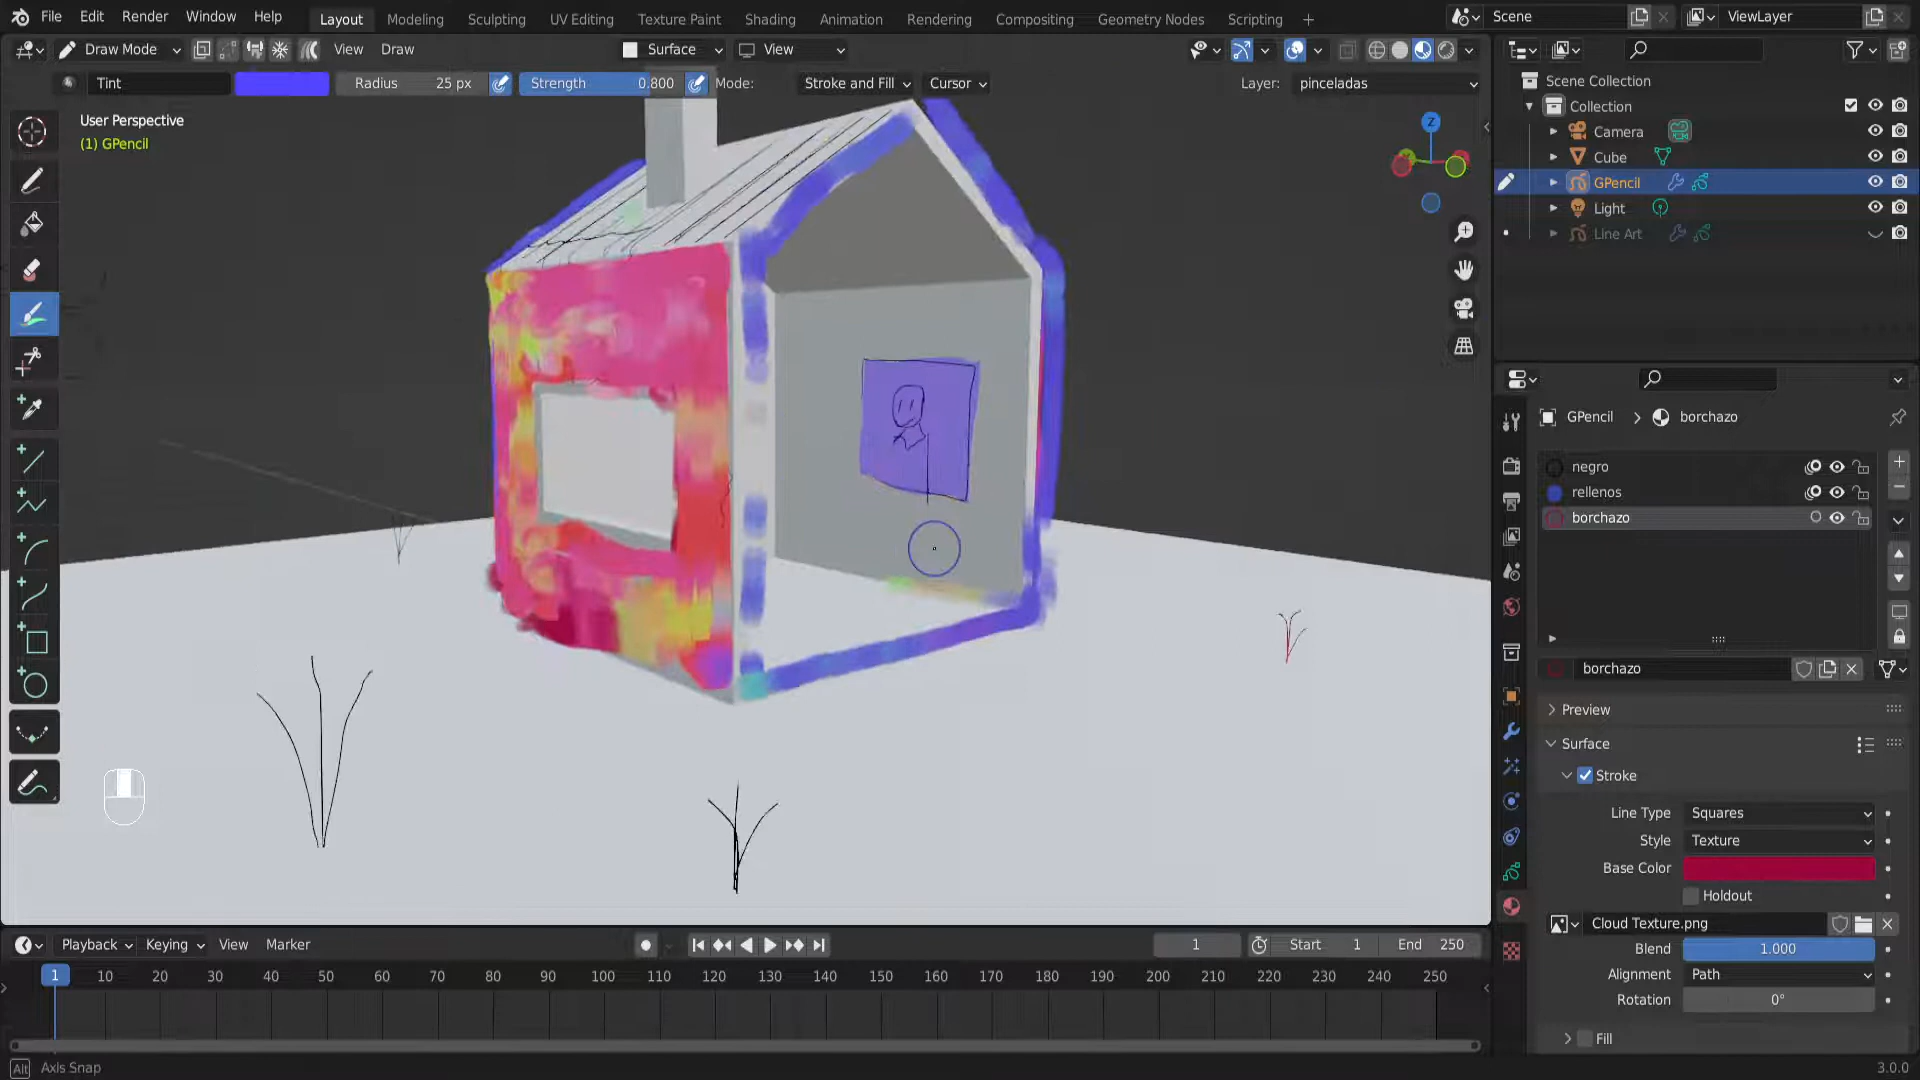 File Edit Render Window Help Layout Modeling Sculpting UV Editing Texture Paint Shading Animation Rendering Compositing Geometry Nodes Scripting + Scene ViewLayer
Draw Mode View Draw Surface View
Tint Radius 25 px Strength 0.800 Mode: Stroke and Fill Cursor Layer: pinceladas
User Perspective
(1) GPencil
Z
Scene Collection
Collection
Camera
Cube
GPencil
Light
Line Art
GPencil > borchazo
negro
rellenos
borchazo
borchazo
Preview
Surface
Stroke
Line Type Squares
Style Texture
Base Color
Holdout
Cloud Texture.png
Blend 1.000
Alignment Path
Rotation 0°
Fill
Playback Keying View Marker 1 Start 1 End 250
1 10 20 30 40 50 60 70 80 90 100 110 120 130 140 150 160 170 180 190 200 210 220 230 240 250
Alt Axis Snap 3.0.0